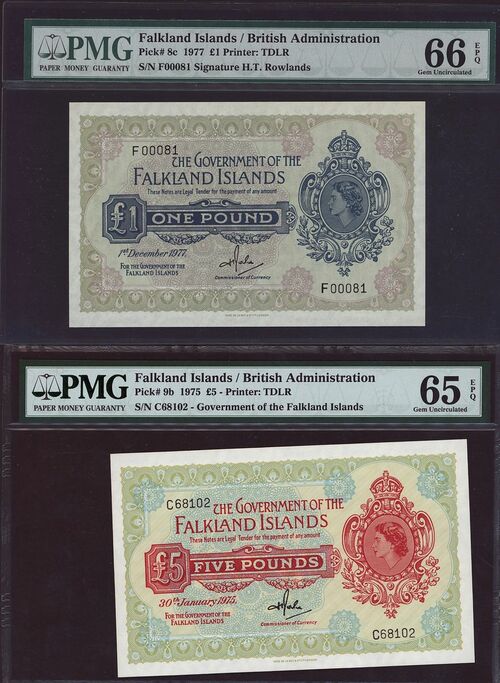 PMG
PAPER MONEY GUARANTY
Falkland Islands / British Administration
Pick# 8c 1977 £1 Printer: TDLR
S/N F00081 Signature H.T. Rowlands
66 EPQ
Gem Uncirculated
F00081
THE GOVERNMENT OF THE
FALKLAND ISLANDS
These Notes are Legal Tender for the payment of any amount
£1 ONE POUND
1st December 1977.
FOR THE GOVERNMENT OF THE
FALKLAND ISLANDS
Commissioner of Currency
F00081
PMG
PAPER MONEY GUARANTY
Falkland Islands / British Administration
Pick# 9b 1975 £5 - Printer: TDLR
S/N C68102 - Government of the Falkland Islands
65 EPQ
Gem Uncirculated
C68102
THE GOVERNMENT OF THE
FALKLAND ISLANDS
These Notes are Legal Tender for the payment of any amount
£5 FIVE POUNDS
30th January 1975.
FOR THE GOVERNMENT OF THE
FALKLAND ISLANDS
Commissioner of Currency
C68102